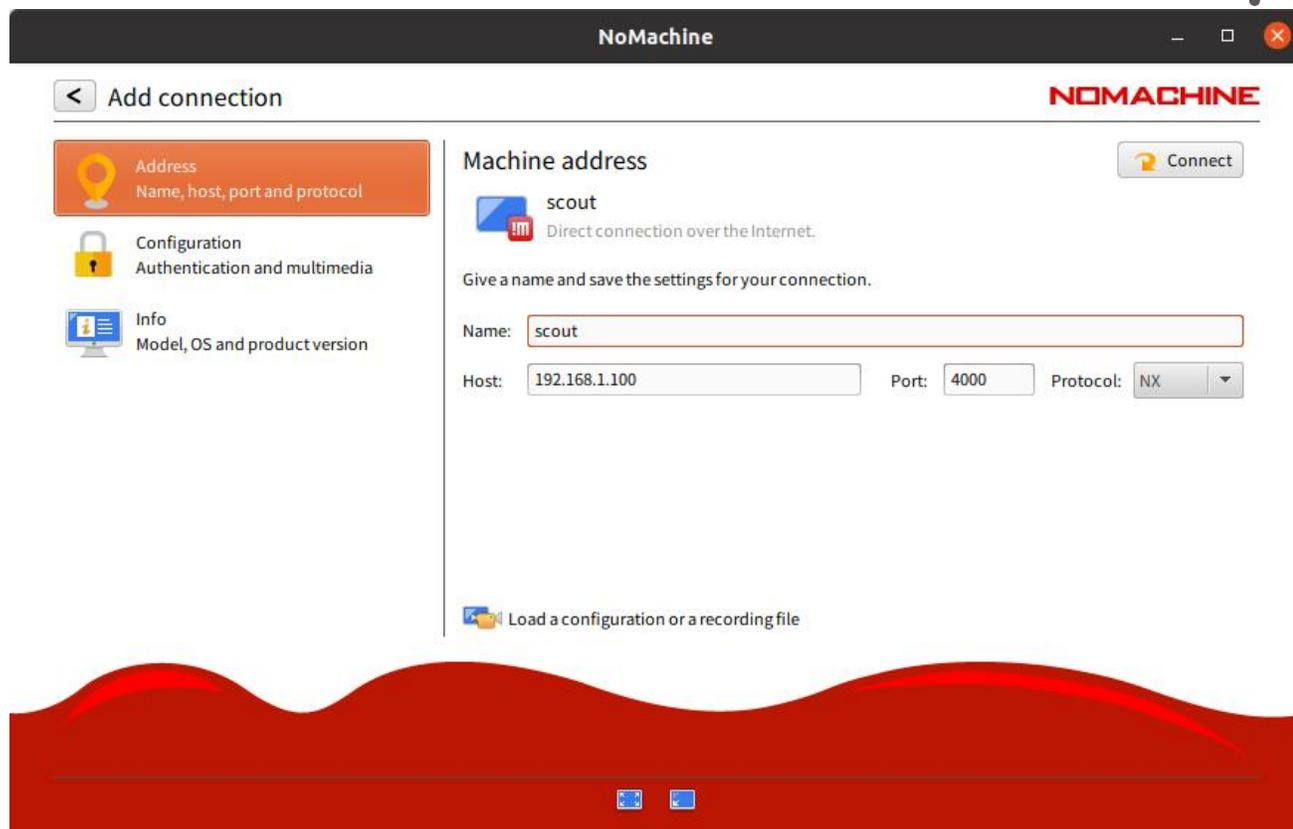 NoMachine
Add connection
NOMACHINE
Address
Name, host, port and protocol
Configuration
Authentication and multimedia
Info
Model, OS and product version
Machine address
Connect
scout
!M
Direct connection over the Internet.
Give a name and save the settings for your connection.
Name: scout
Host: 192.168.1.100 Port: 4000 Protocol: NX
Load a configuration or a recording file